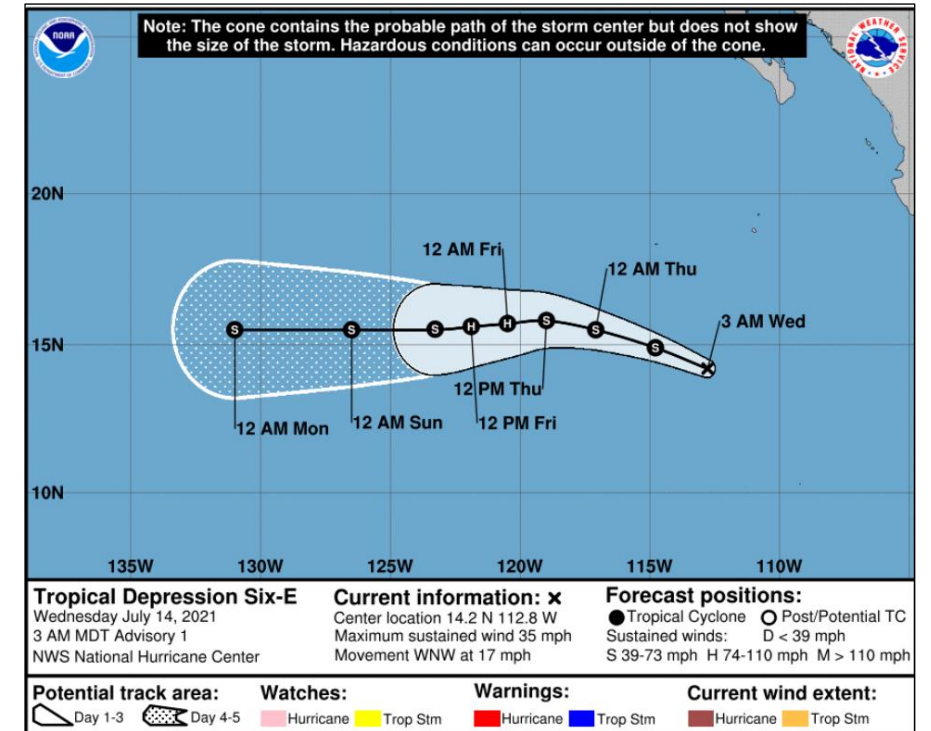 Note: The cone contains the probable path of the storm center but does not show
the size of the storm. Hazardous conditions can occur outside of the cone.
NOAA
WEATHER
20N
12 AM Fri
12 AM Thu
3 AM Wed
H H S S S S S S
15N
12 PM Thu
12 AM Mon
12 AM Sun
12 PM Fri
10N
135W 130W 125W 120W 115W 110W
Tropical Depression Six-E
Wednesday July 14, 2021
3 AM MDT Advisory 1
NWS National Hurricane Center
Current information: x
Center location 14.2 N 112.8 W
Maximum sustained wind 35 mph
Movement WNW at 17 mph
Forecast positions:
Tropical Cyclone Post/Potential TC
Sustained winds: D < 39 mph
S 39-73 mph H 74-110 mph M > 110 mph
Potential track area:
Day 1-3 Day 4-5
Watches:
Hurricane Trop Stm
Warnings:
Hurricane Trop Stm
Current wind extent:
Hurricane Trop Stm